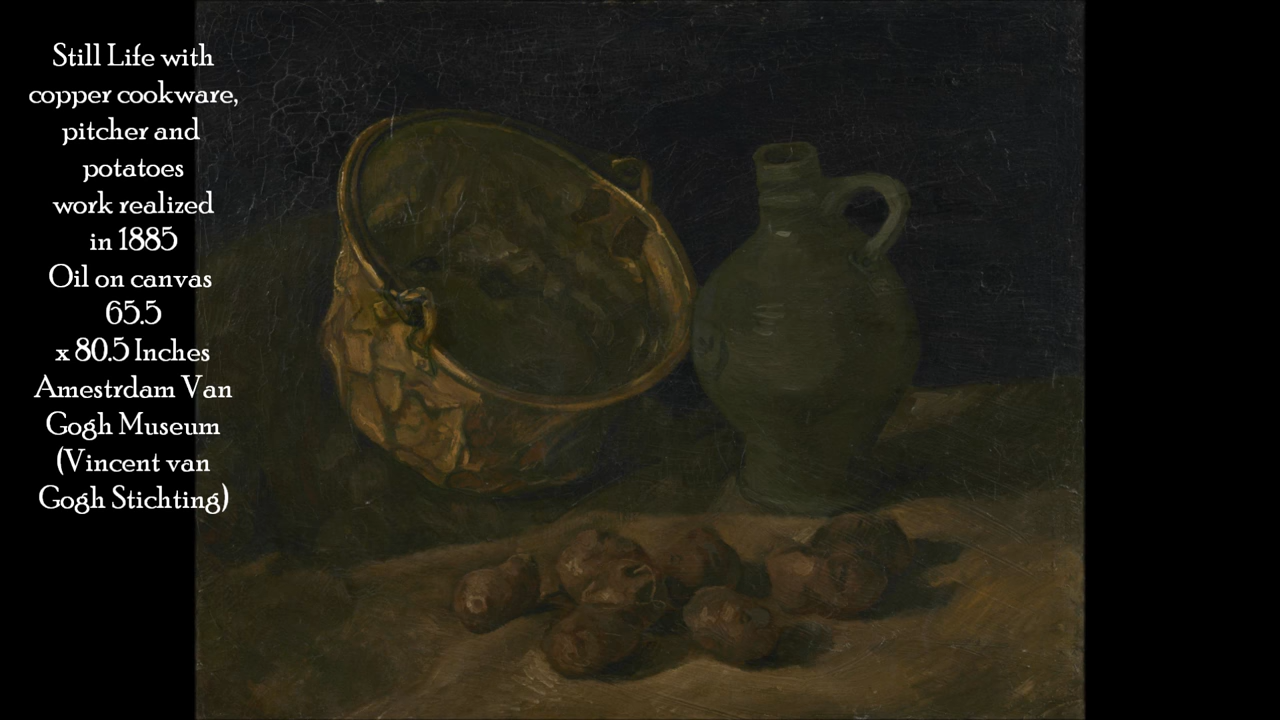 Still Life with
copper cookware,
pitcher and
potatoes
work realized
in 1885
Oil on canvas
65.5
x 80.5 Inches
Amestrdam Van
Gogh Museum
(Vincent van
Gogh Stichting)